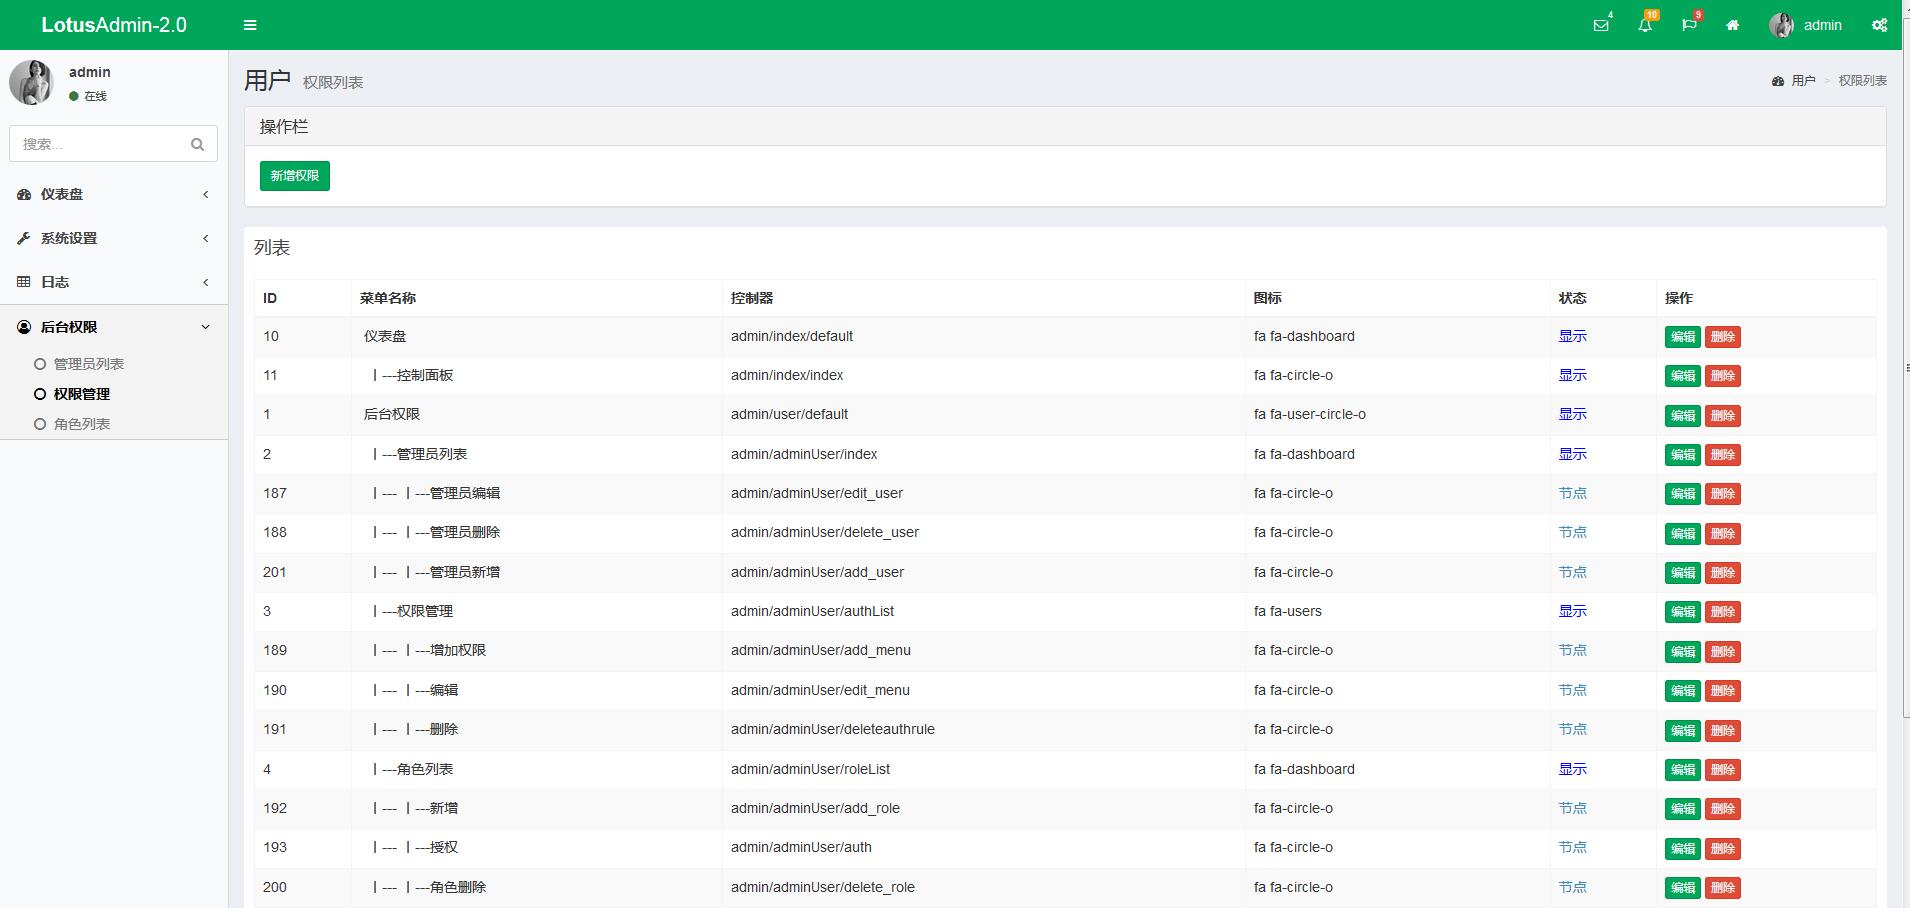 LotusAdmin-2.0
4
10
9
admin
admin
在线
搜索...
仪表盘
系统设置
日志
后台权限
管理员列表
权限管理
角色列表
用户 权限列表
用户 > 权限列表
操作栏
新增权限
列表
ID 菜单名称 控制器 图标 状态 操作
10 仪表盘 admin/index/default fa fa-dashboard 显示 编辑 删除
11 丨---控制面板 admin/index/index fa fa-circle-o 显示 编辑 删除
1 后台权限 admin/user/default fa fa-user-circle-o 显示 编辑 删除
2 丨---管理员列表 admin/adminUser/index fa fa-dashboard 显示 编辑 删除
187 丨--- 丨---管理员编辑 admin/adminUser/edit_user fa fa-circle-o 节点 编辑 删除
188 丨--- 丨---管理员删除 admin/adminUser/delete_user fa fa-circle-o 节点 编辑 删除
201 丨--- 丨---管理员新增 admin/adminUser/add_user fa fa-circle-o 节点 编辑 删除
3 丨---权限管理 admin/adminUser/authList fa fa-users 显示 编辑 删除
189 丨--- 丨---增加权限 admin/adminUser/add_menu fa fa-circle-o 节点 编辑 删除
190 丨--- 丨---编辑 admin/adminUser/edit_menu fa fa-circle-o 节点 编辑 删除
191 丨--- 丨---删除 admin/adminUser/deleteauthrule fa fa-circle-o 节点 编辑 删除
4 丨---角色列表 admin/adminUser/roleList fa fa-dashboard 显示 编辑 删除
192 丨--- 丨---新增 admin/adminUser/add_role fa fa-circle-o 节点 编辑 删除
193 丨--- 丨---授权 admin/adminUser/auth fa fa-circle-o 节点 编辑 删除
200 丨--- 丨---角色删除 admin/adminUser/delete_role fa fa-circle-o 节点 编辑 删除